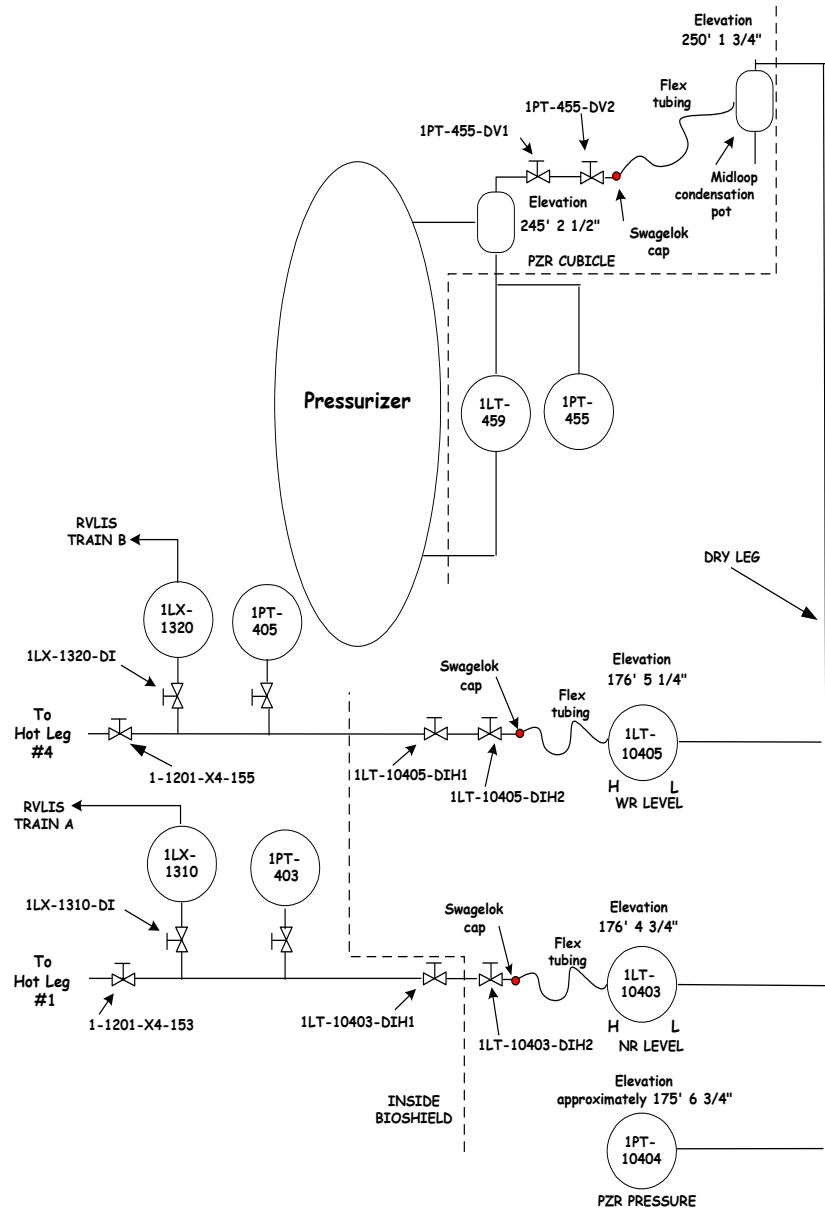 Elevation
250' 1 3/4"
Flex
tubing
1PT-455-DV2
1PT-455-DV1
Midloop
condensation
pot
Elevation
245' 2 1/2"
Swagelok
cap
PZR CUBICLE
Pressurizer
1LT-
459
1PT-
455
RVLIS
TRAIN B
DRY LEG
1LX-
1320
1PT-
405
1LX-1320-DI
Swagelok
cap
Elevation
176' 5 1/4"
Flex
tubing
To
Hot Leg
#4
1LT-
10405
1-1201-X4-155
1LT-10405-DIH1
1LT-10405-DIH2
H L
WR LEVEL
RVLIS
TRAIN A
1LX-
1310
1PT-
403
1LX-1310-DI
Swagelok
cap
Elevation
176' 4 3/4"
Flex
tubing
To
Hot Leg
#1
1LT-
10403
1-1201-X4-153
1LT-10403-DIH1
1LT-10403-DIH2
H L
NR LEVEL
INSIDE
BIOSHIELD
Elevation
approximately 175' 6 3/4"
1PT-
10404
PZR PRESSURE